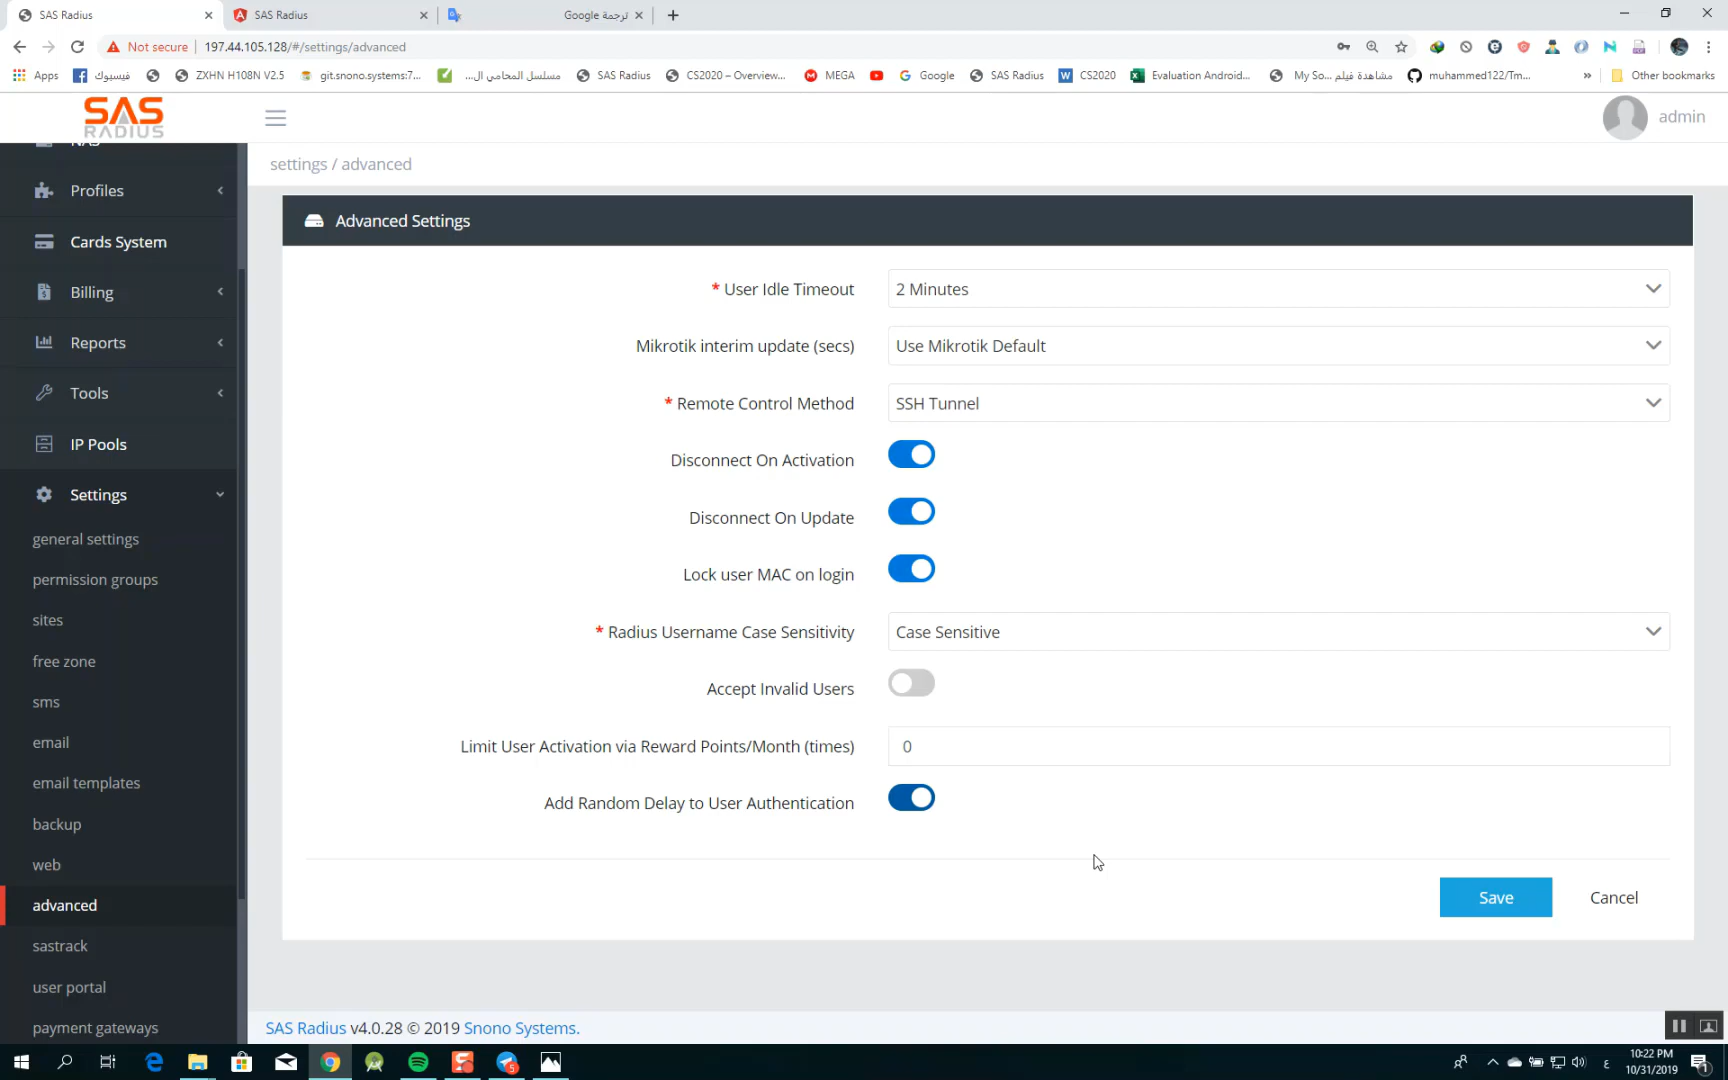 SAS Radius
SAS Radius
ترجمة Google
Not secure
197.44.105.128/#/settings/advanced
Apps
فيسبوك
ZXHN H108N V2.5
git.snono.systems:7...
مسلسل المحامي ال...
SAS Radius
CS2020 – Overview...
MEGA
Google
SAS Radius
CS2020
Evaluation Android...
My So... مشاهدة فيلم
muhammed122/Tm...
»
Other bookmarks
SAS
RADIUS
admin
settings / advanced
NAS
Profiles
Cards System
Billing
Reports
Tools
IP Pools
Settings
general settings
permission groups
sites
free zone
sms
email
email templates
backup
web
advanced
sastrack
user portal
payment gateways
Advanced Settings
* User Idle Timeout
2 Minutes
Mikrotik interim update (secs)
Use Mikrotik Default
* Remote Control Method
SSH Tunnel
Disconnect On Activation
Disconnect On Update
Lock user MAC on login
* Radius Username Case Sensitivity
Case Sensitive
Accept Invalid Users
Limit User Activation via Reward Points/Month (times)
0
Add Random Delay to User Authentication
Save
Cancel
SAS Radius v4.0.28 © 2019 Snono Systems.
5
ع
10:22 PM
10/31/2019
1